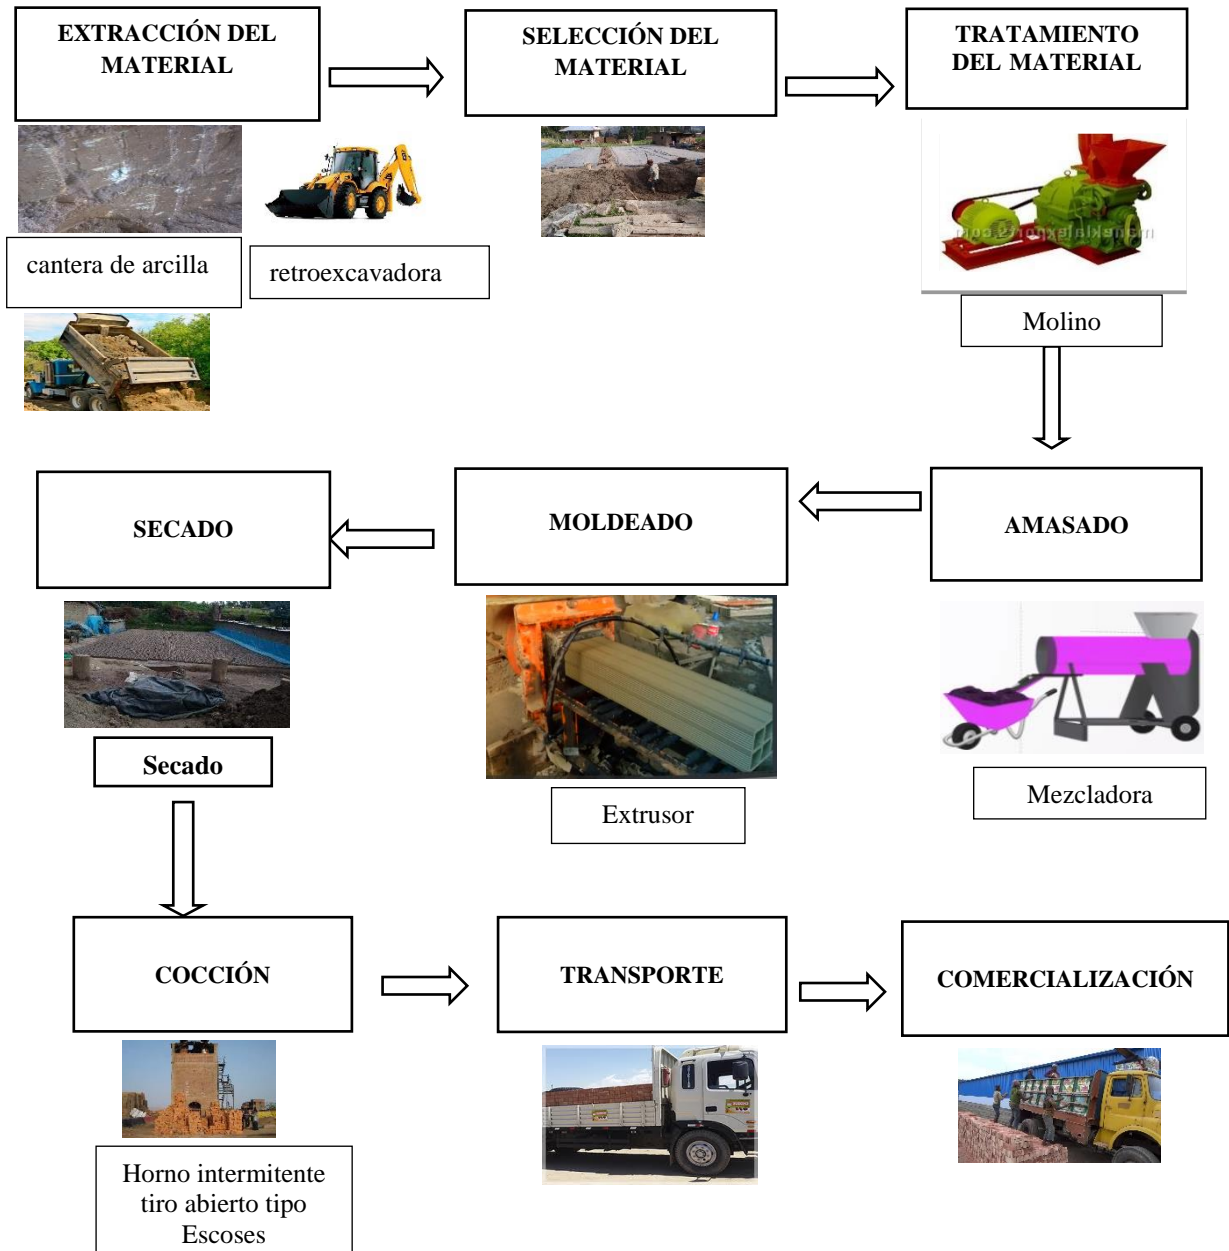 EXTRACCIÓN DEL
MATERIAL
SELECCIÓN DEL
MATERIAL
TRATAMIENTO
DEL MATERIAL
cantera de arcilla
retroexcavadora
Molino
SECADO
MOLDEADO
AMASADO
Secado
Extrusor
Mezcladora
COCCIÓN
TRANSPORTE
COMERCIALIZACIÓN
Horno intermitente
tiro abierto tipo
Escoses